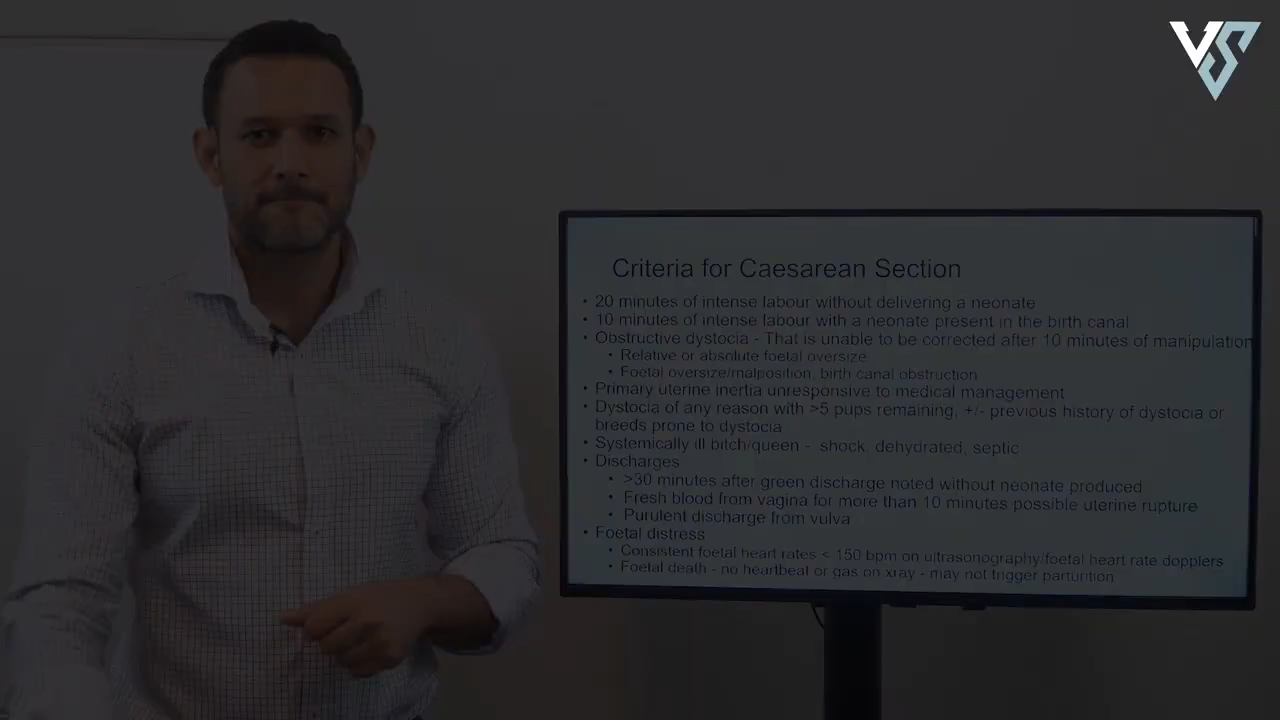 VS
Criteria for Caesarean Section
• 20 minutes of intense labour without delivering a neonate
• 10 minutes of intense labour with a neonate present in the birth canal
• Obstructive dystocia - That is unable to be corrected after 10 minutes of manipulation
• Relative or absolute foetal oversize
• Foetal oversize/malposition, birth canal obstruction
• Primary uterine inertia unresponsive to medical management
• Dystocia of any reason with >5 pups remaining, +/- previous history of dystocia or
breeds prone to dystocia
• Systemically ill bitch/queen - shock, dehydrated, septic
• Discharges
• >30 minutes after green discharge noted without neonate produced
• Fresh blood from vagina for more than 10 minutes possible uterine rupture
• Purulent discharge from vulva
• Foetal distress
• Consistent foetal heart rates < 150 bpm on ultrasonography/foetal heart rate dopplers
• Foetal death - no heartbeat or gas on xray - may not trigger parturition